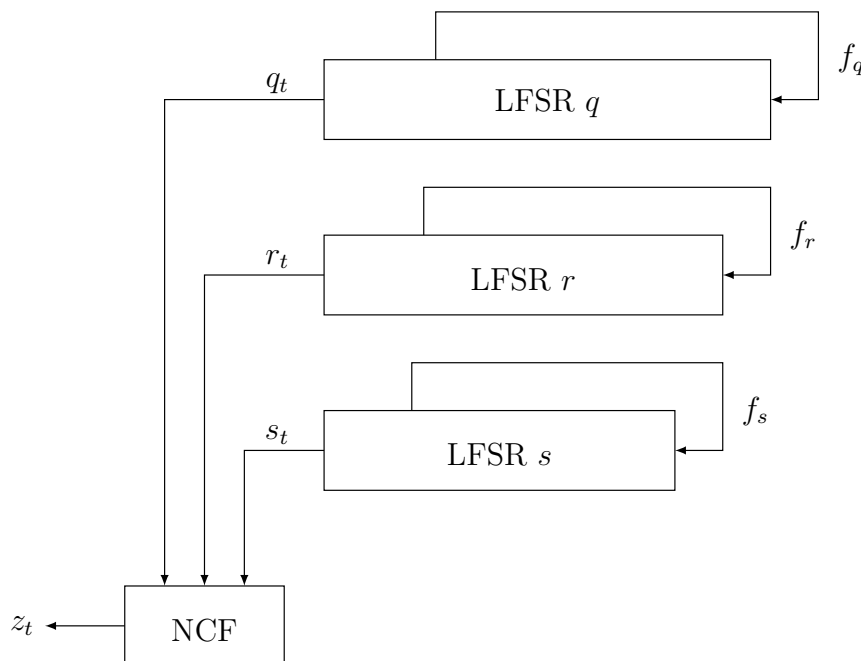 f_q
q_t
LFSR q
f_r
r_t
LFSR r
f_s
s_t
LFSR s
z_t
NCF